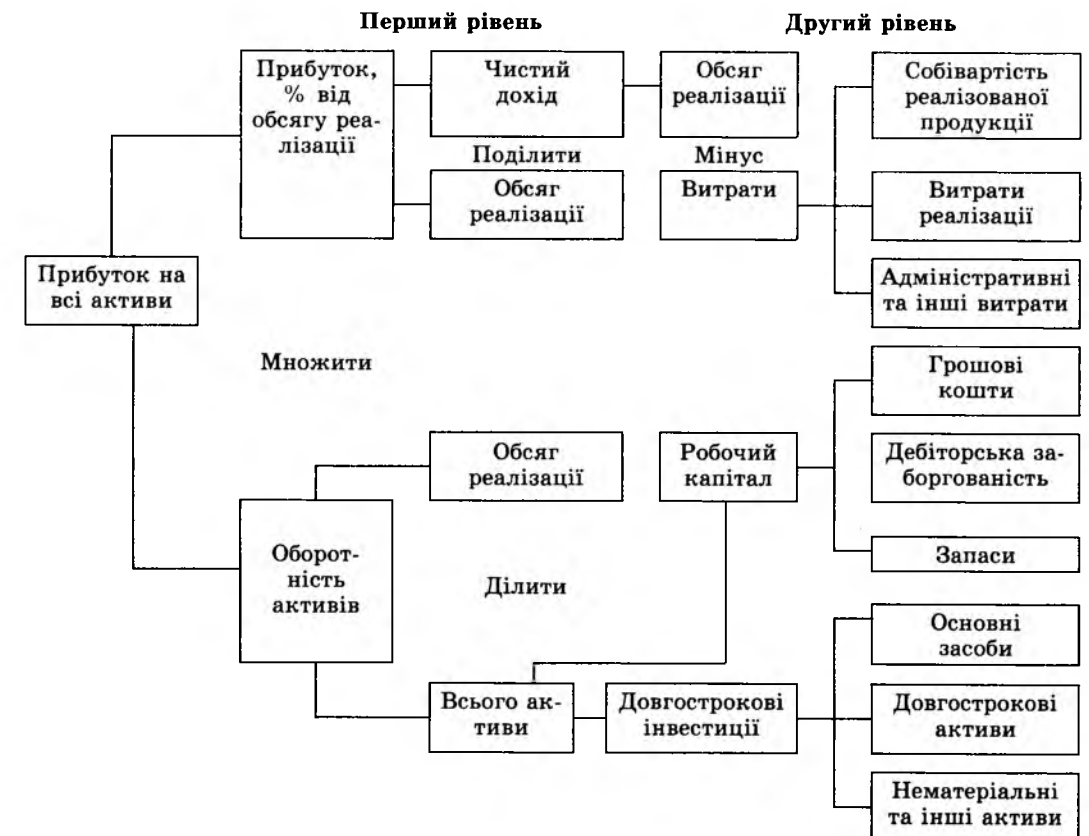 Перший рівень
Другий рівень
Прибуток,
% від
обсягу реа-
лізації
Чистий
дохід
Обсяг
реалізації
Собівартість
реалізованої
продукції
Поділити
Мінус
Обсяг
реалізації
Витрати
Витрати
реалізації
Прибуток на
всі активи
Адміністративні
та інші витрати
Множити
Грошові
кошти
Обсяг
реалізації
Робочий
капітал
Дебіторська за-
боргованість
Оборот-
ність
активів
Ділити
Запаси
Основні
засоби
Всього ак-
тиви
Довгострокові
інвестиції
Довгострокові
активи
Нематеріальні
та інші активи